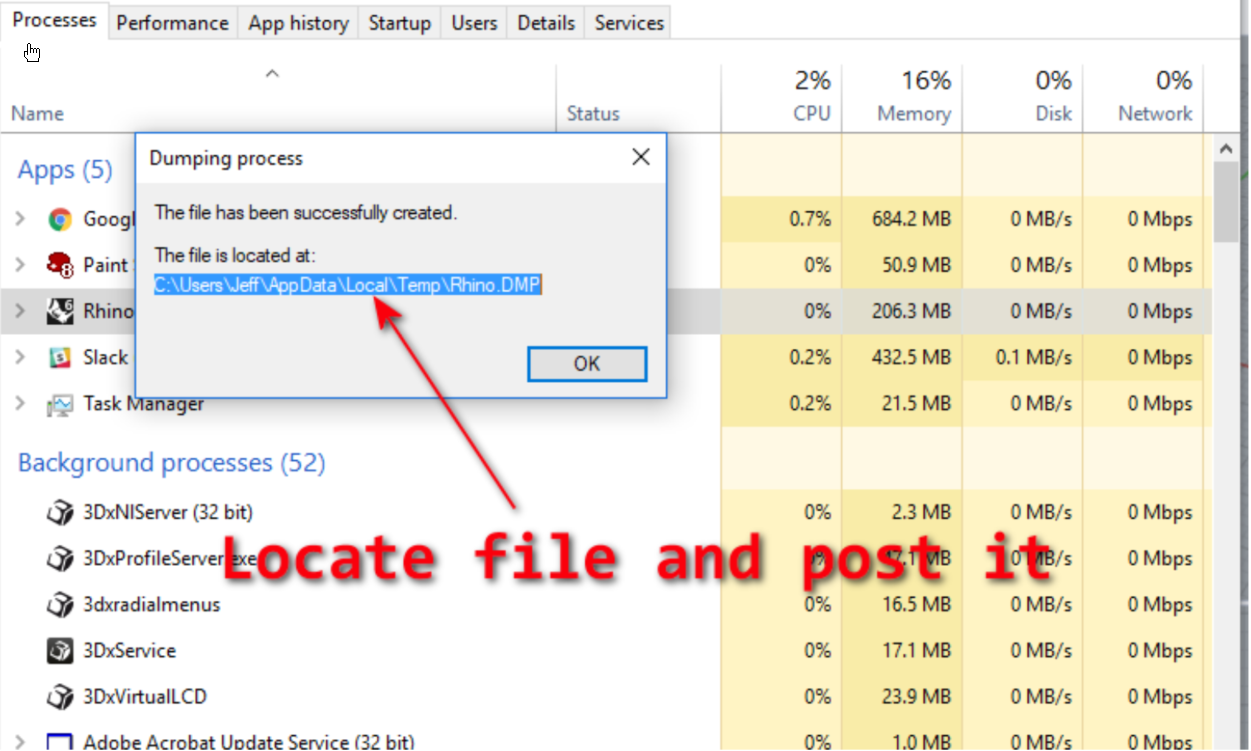 Processes Performance App history Startup Users Details Services
2% 16% 0% 0%
Name Status CPU Memory Disk Network
Dumping process
The file has been successfully created.
The file is located at:
C:\Users\Jeff\AppData\Local\Temp\Rhino.DMP
OK
Apps (5)
Googl 0.7% 684.2 MB 0 MB/s 0 Mbps
Paint 0% 50.9 MB 0 MB/s 0 Mbps
Rhino 0% 206.3 MB 0 MB/s 0 Mbps
Slack 0.2% 432.5 MB 0.1 MB/s 0 Mbps
Task Manager 0.2% 21.5 MB 0 MB/s 0 Mbps
Background processes (52)
3DxNlServer (32 bit) 0% 2.3 MB 0 MB/s 0 Mbps
3DxProfileServer.exe 0% 47.1 MB 0 MB/s 0 Mbps
Locate file and post it
3dxradialmenus 0% 16.5 MB 0 MB/s 0 Mbps
3DxService 0% 17.1 MB 0 MB/s 0 Mbps
3DxVirtualLCD 0% 23.9 MB 0 MB/s 0 Mbps
Adobe Acrobat Update Service (32 bit) 0% 1.0 MB 0 MB/s 0 Mbps